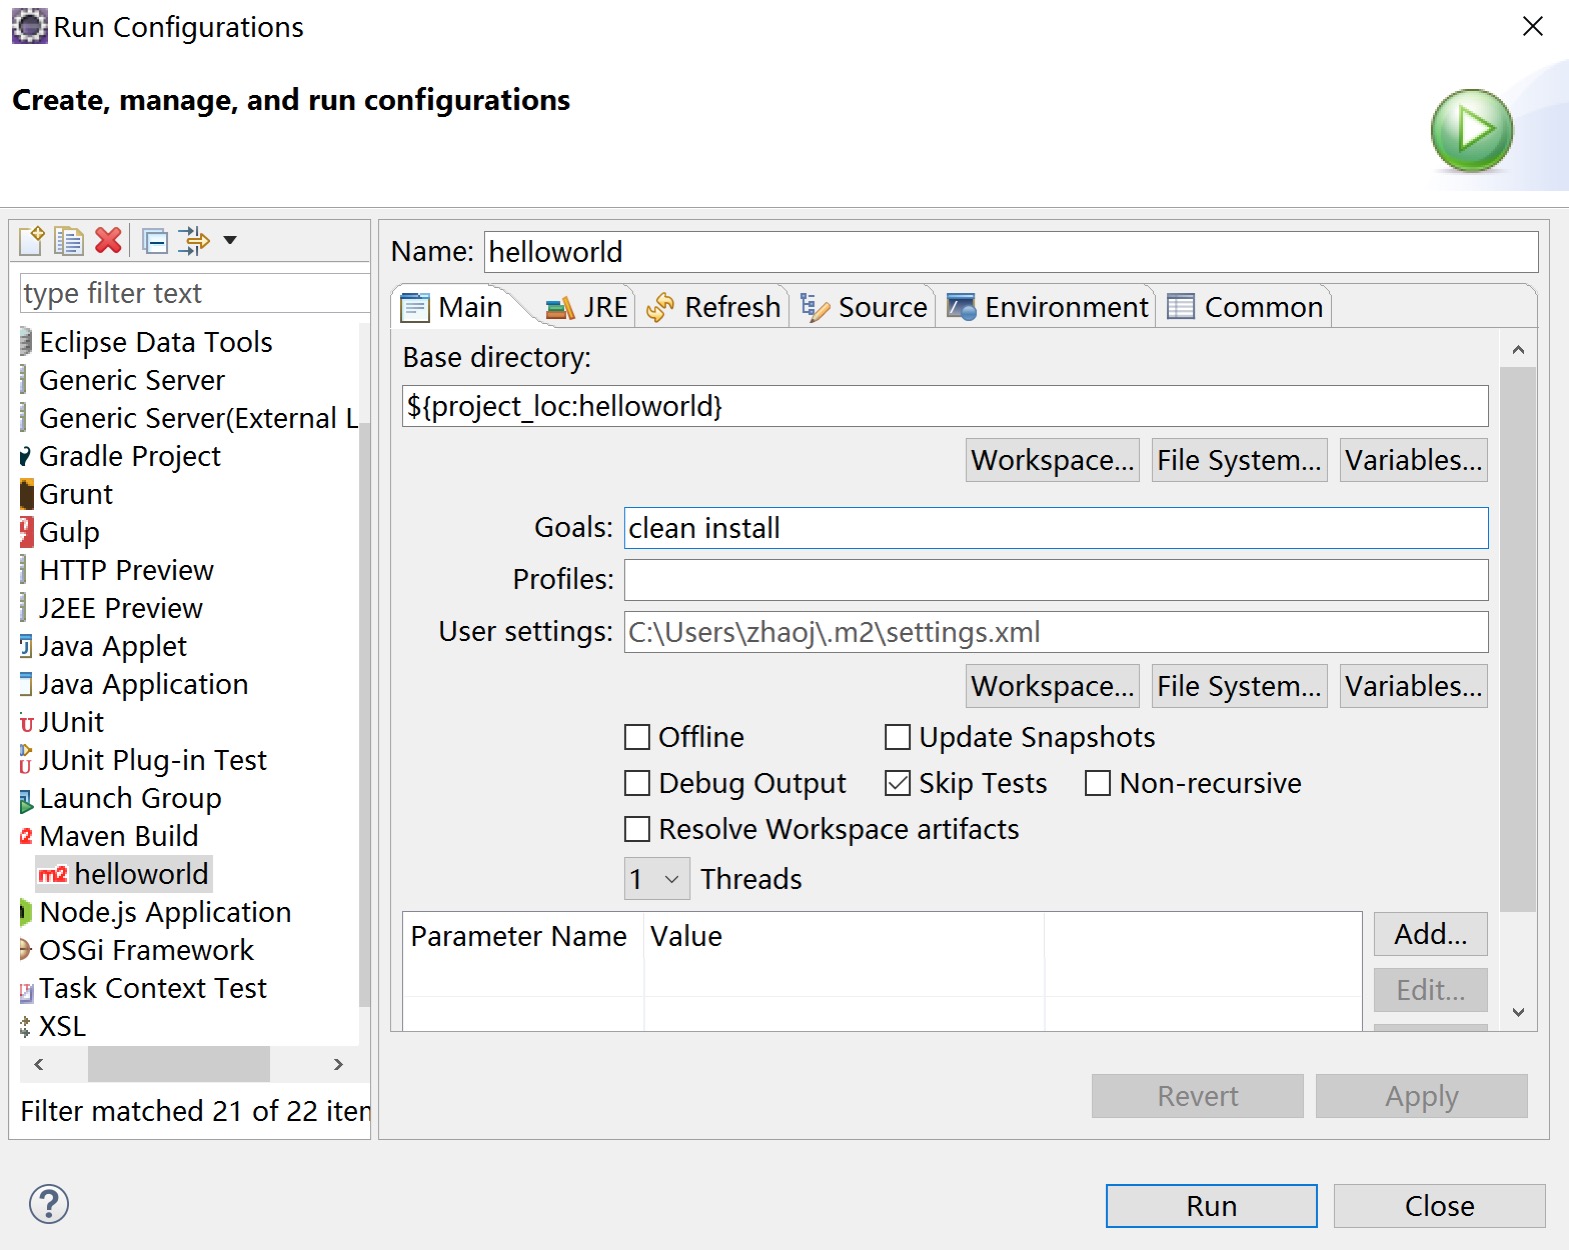 Run Configurations
Create, manage, and run configurations
type filter text
Eclipse Data Tools
Generic Server
Generic Server(External L
Gradle Project
Grunt
Gulp
HTTP Preview
J2EE Preview
Java Applet
Java Application
JUnit
JUnit Plug-in Test
Launch Group
Maven Build
m2 helloworld
Node.js Application
OSGi Framework
Task Context Test
XSL
Filter matched 21 of 22 iten
Name: helloworld
Main JRE Refresh Source Environment Common
Base directory:
${project_loc:helloworld}
Workspace... File System... Variables...
Goals: clean install
Profiles:
User settings: C:\Users\zhaoj\.m2\settings.xml
Workspace... File System... Variables...
Offline Update Snapshots
Debug Output Skip Tests Non-recursive
Resolve Workspace artifacts
1 Threads
Parameter Name Value
Add...
Edit...
Revert Apply
Run Close